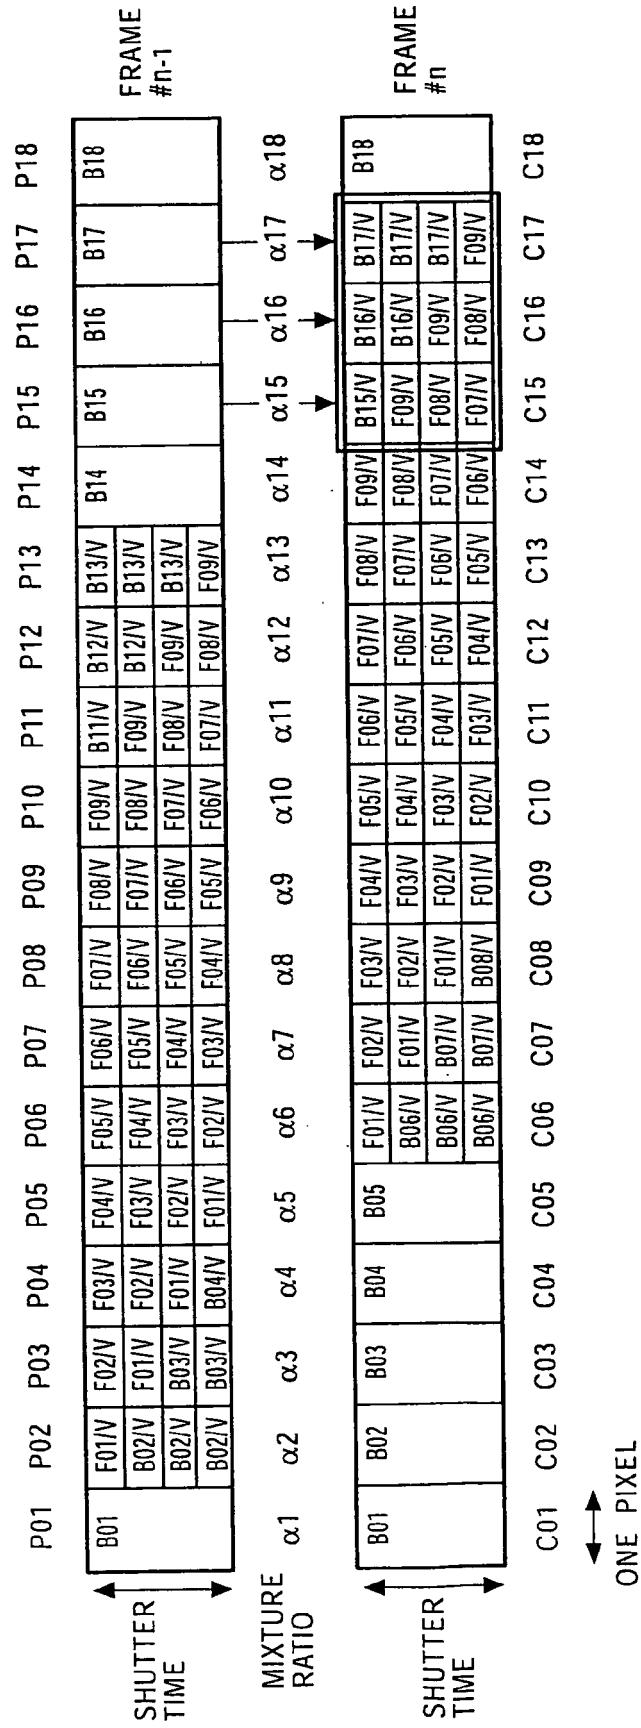 P01 P02 P03 P04 P05 P06 P07 P08 P09 P10 P11 P12 P13 P14 P15 P16 P17 P18
B01 F01/V F02/V F03/V F04/V F05/V F06/V F07/V F08/V F09/V B11/V B12/V B13/V B14 B15 B16 B17 B18
B02/V F01/V F02/V F03/V F04/V F05/V F06/V F07/V F08/V F09/V B12/V B13/V
B02/V B03/V F01/V F02/V F03/V F04/V F05/V F06/V F07/V F08/V F09/V B13/V
B02/V B03/V B04/V F01/V F02/V F03/V F04/V F05/V F06/V F07/V F08/V F09/V
SHUTTER
TIME
FRAME
#n-1
MIXTURE
RATIO
α1 α2 α3 α4 α5 α6 α7 α8 α9 α10 α11 α12 α13 α14 α15 α16 α17 α18
B01 B02 B03 B04 B05 F01/V F02/V F03/V F04/V F05/V F06/V F07/V F08/V F09/V B15/V B16/V B17/V B18
B06/V F01/V F02/V F03/V F04/V F05/V F06/V F07/V F08/V F09/V B16/V B17/V
B06/V B07/V F01/V F02/V F03/V F04/V F05/V F06/V F07/V F08/V F09/V B17/V
B06/V B07/V B08/V F01/V F02/V F03/V F04/V F05/V F06/V F07/V F08/V F09/V
SHUTTER
TIME
FRAME
#n
C01 C02 C03 C04 C05 C06 C07 C08 C09 C10 C11 C12 C13 C14 C15 C16 C17 C18
ONE PIXEL